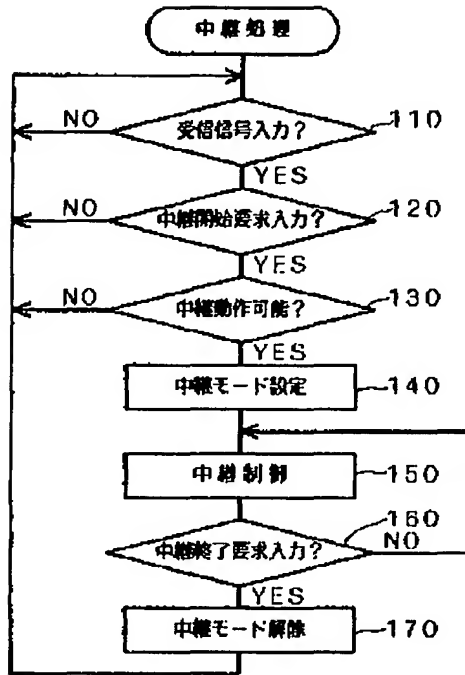 中継処理
NO
受信信号入力?
110
YES
NO
中継開始要求入力?
120
YES
NO
中継動作可能?
130
YES
中継モード設定
140
中継制御
150
160
中継終了要求入力?
NO
YES
中継モード解除
170